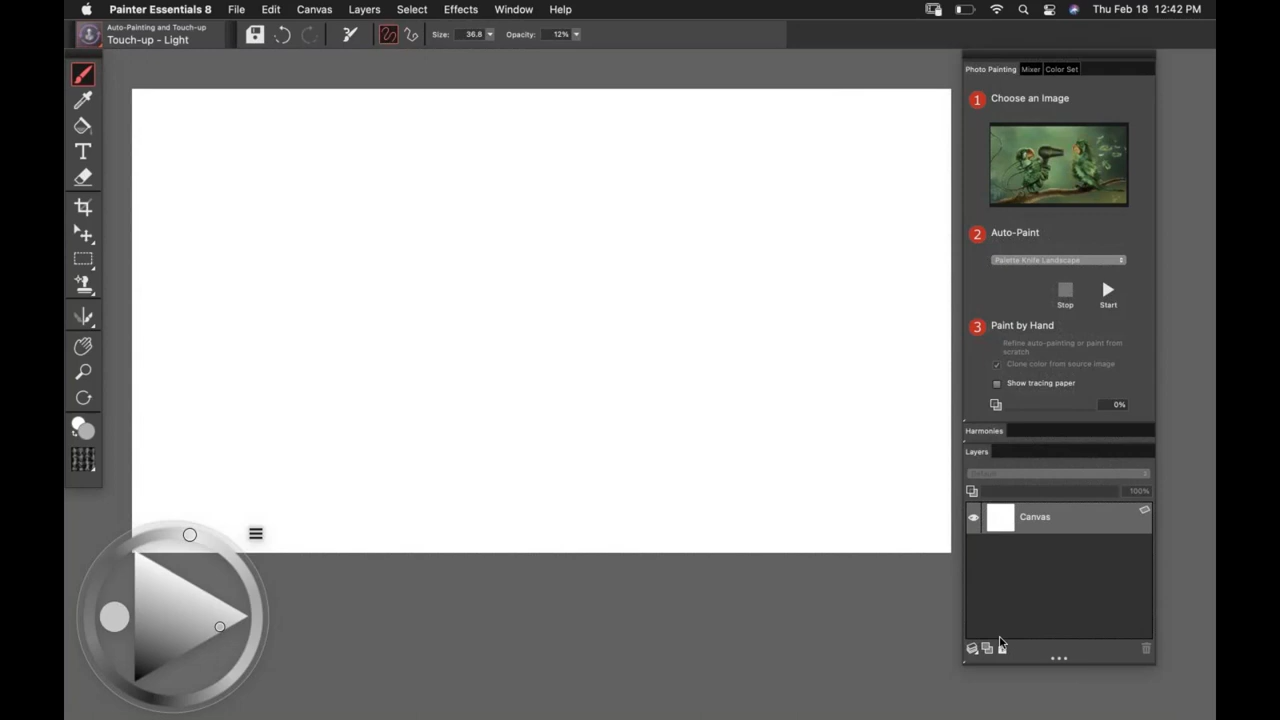 Painter Essentials 8 File Edit Canvas Layers Select Effects Window Help Thu Feb 18 12:42 PM
Auto-Painting and Touch-up
Touch-up - Light
Size: 36.8 Opacity: 12%
Photo Painting Mixer Color Set
1 Choose an Image
2 Auto-Paint
Palette Knife Landscape
Stop Start
3 Paint by Hand
Refine auto-painting or paint from
scratch
Clone color from source image
Show tracing paper
0%
Harmonies
Layers
Default
100%
Canvas
T